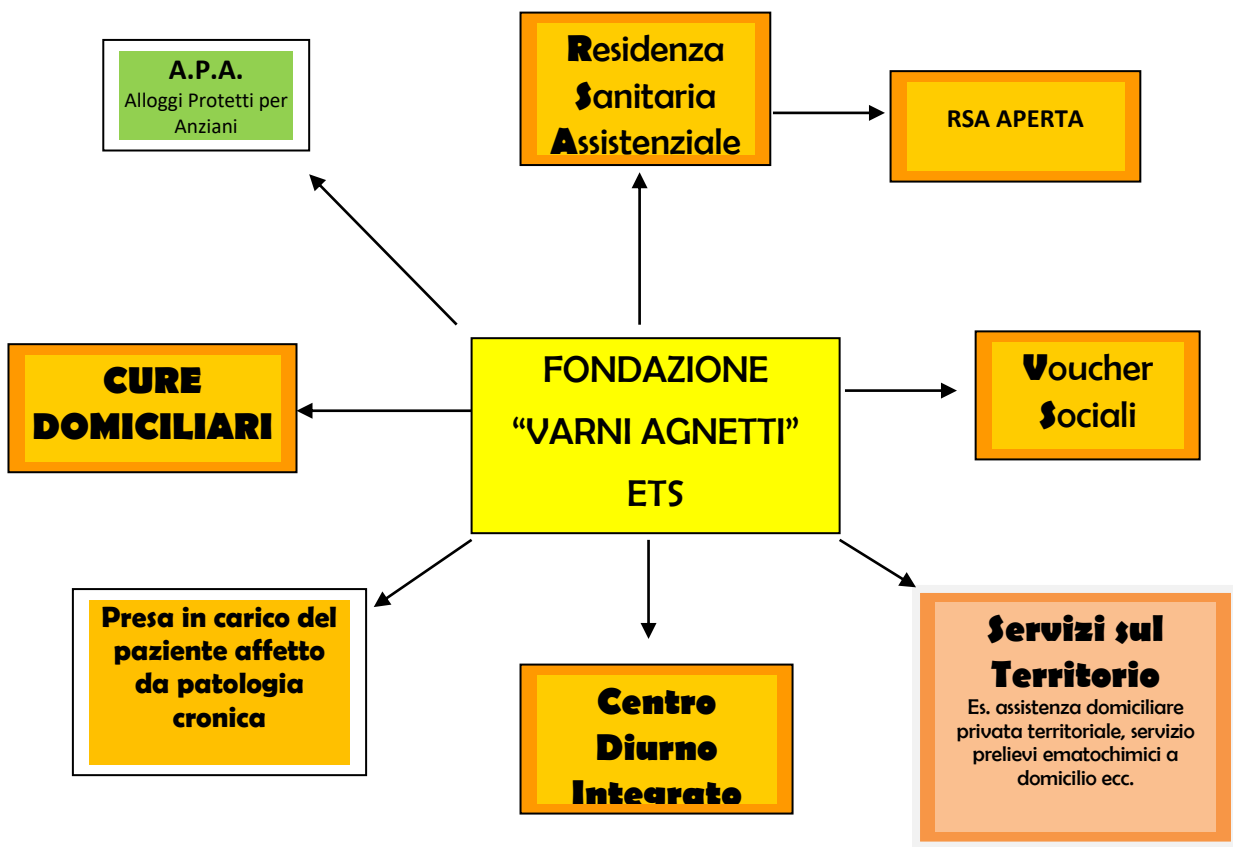 A.P.A.
Alloggi Protetti per
Anziani
Residenza
Sanitaria
Assistenziale
RSA APERTA
CURE
DOMICILIARI
FONDAZIONE
“VARNI AGNETTI”
ETS
Voucher
Sociali
Presa in carico del
paziente affetto
da patologia
cronica
Centro
Diurno
Integrato
Servizi sul
Territorio
Es. assistenza domiciliare
privata territoriale, servizio
prelievi ematochimici a
domicilio ecc.